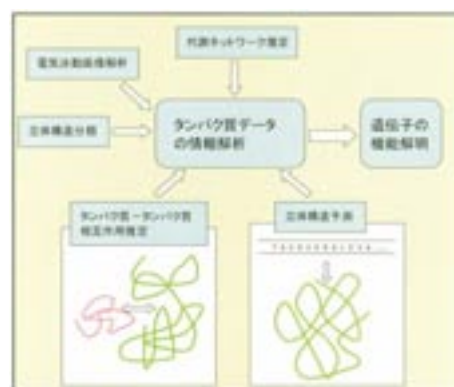 代謝ネットワーク推定
電気泳動画像解析
立体構造分類
タンパク質データ
の情報解析
遺伝子の
機能解明
タンパク質－タンパク質
相互作用推定
立体構造予測